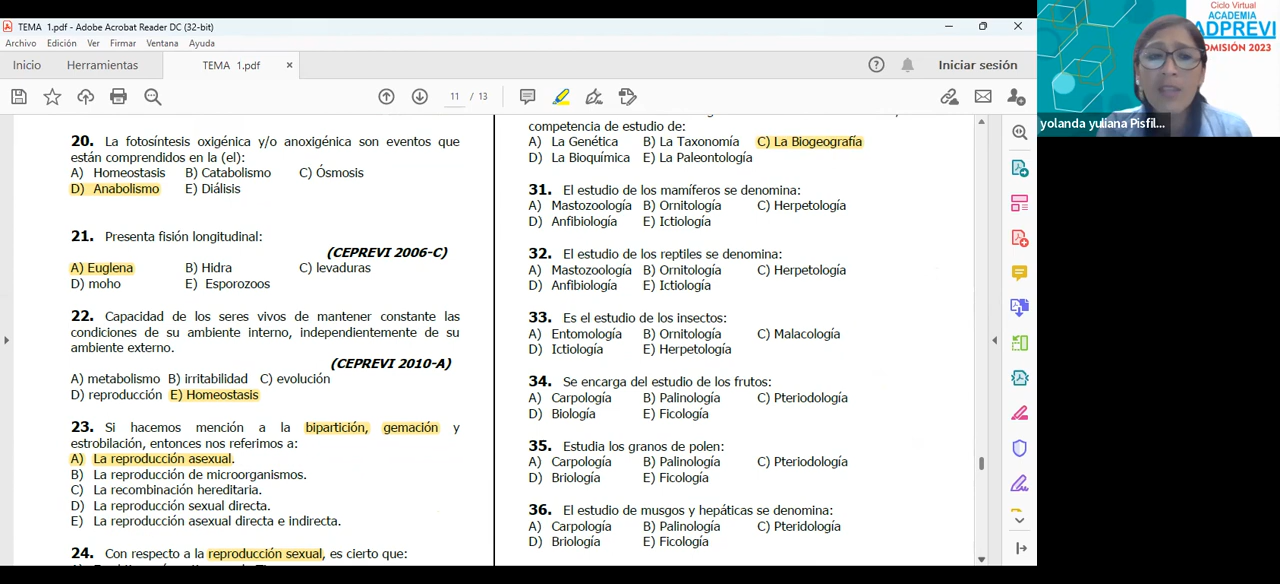 TEMA 1.pdf - Adobe Acrobat Reader DC (32-bit)
Archivo Edición Ver Firmar Ventana Ayuda
Inicio Herramientas TEMA 1.pdf × Iniciar sesión
11 / 13
20. La fotosíntesis oxigénica y/o anoxigénica son eventos que
están comprendidos en la (el):
A) Homeostasis B) Catabolismo C) Ósmosis
D) Anabolismo E) Diálisis
21. Presenta fisión longitudinal:
(CEPREVI 2006-C)
A) Euglena B) Hidra C) levaduras
D) moho E) Esporozoos
22. Capacidad de los seres vivos de mantener constante las
condiciones de su ambiente interno, independientemente de su
ambiente externo.
(CEPREVI 2010-A)
A) metabolismo B) irritabilidad C) evolución
D) reproducción E) Homeostasis
23. Si hacemos mención a la bipartición, gemación y
estrobilación, entonces nos referimos a:
A) La reproducción asexual.
B) La reproducción de microorganismos.
C) La recombinación hereditaria.
D) La reproducción sexual directa.
E) La reproducción asexual directa e indirecta.
24. Con respecto a la reproducción sexual, es cierto que:
competencia de estudio de:
A) La Genética B) La Taxonomía C) La Biogeografía
D) La Bioquímica E) La Paleontología
31. El estudio de los mamíferos se denomina:
A) Mastozoología B) Ornitología C) Herpetología
D) Anfibiología E) Ictiología
32. El estudio de los reptiles se denomina:
A) Mastozoología B) Ornitología C) Herpetología
D) Anfibiología E) Ictiología
33. Es el estudio de los insectos:
A) Entomología B) Ornitología C) Malacología
D) Ictiología E) Herpetología
34. Se encarga del estudio de los frutos:
A) Carpología B) Palinología C) Pteriodología
D) Biología E) Ficología
35. Estudia los granos de polen:
A) Carpología B) Palinología C) Pteriodología
D) Briología E) Ficología
36. El estudio de musgos y hepáticas se denomina:
A) Carpología B) Palinología C) Pteridología
D) Briología E) Ficología
Ciclo Virtual
ACADEMIA
ADPREVI
ADMISIÓN 2023
yolanda yuliana Pisfil...